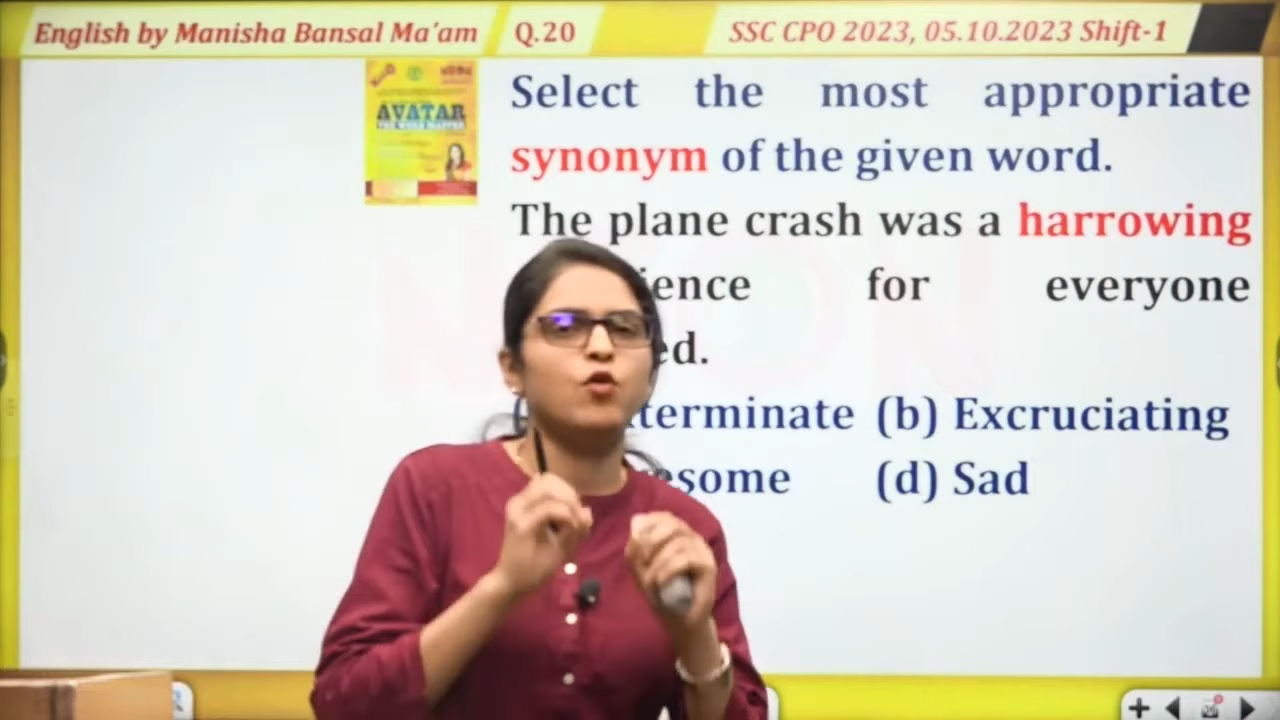 English by Manisha Bansal Ma'am
Q.20
SSC CPO 2023, 05.10.2023 Shift-1
AVATAR
Select the most appropriate
synonym of the given word.
The plane crash was a harrowing
ience for everyone
ed.
terminate (b) Excruciating
esome (d) Sad